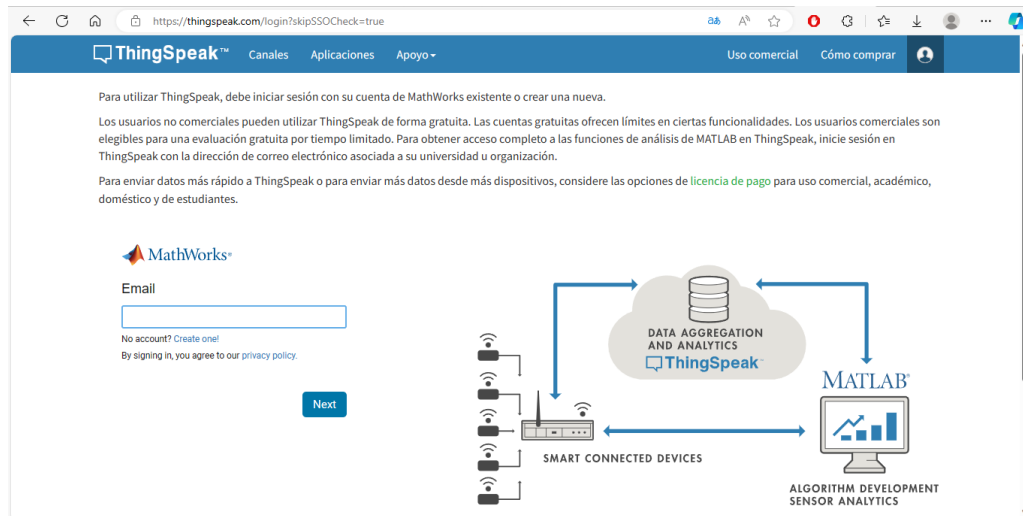 https://thingspeak.com/login?skipSSOCheck=true
ThingSpeak™ Canales Aplicaciones Apoyo Uso comercial Cómo comprar
Para utilizar ThingSpeak, debe iniciar sesión con su cuenta de MathWorks existente o crear una nueva.
Los usuarios no comerciales pueden utilizar ThingSpeak de forma gratuita. Las cuentas gratuitas ofrecen límites en ciertas funcionalidades. Los usuarios comerciales son
elegibles para una evaluación gratuita por tiempo limitado. Para obtener acceso completo a las funciones de análisis de MATLAB en ThingSpeak, inicie sesión en
ThingSpeak con la dirección de correo electrónico asociada a su universidad u organización.
Para enviar datos más rápido a ThingSpeak o para enviar más datos desde más dispositivos, considere las opciones de licencia de pago para uso comercial, académico,
doméstico y de estudiantes.
MathWorks®
Email
No account? Create one!
By signing in, you agree to our privacy policy.
Next
DATA AGGREGATION
AND ANALYTICS
ThingSpeak™
MATLAB®
SMART CONNECTED DEVICES
ALGORITHM DEVELOPMENT
SENSOR ANALYTICS